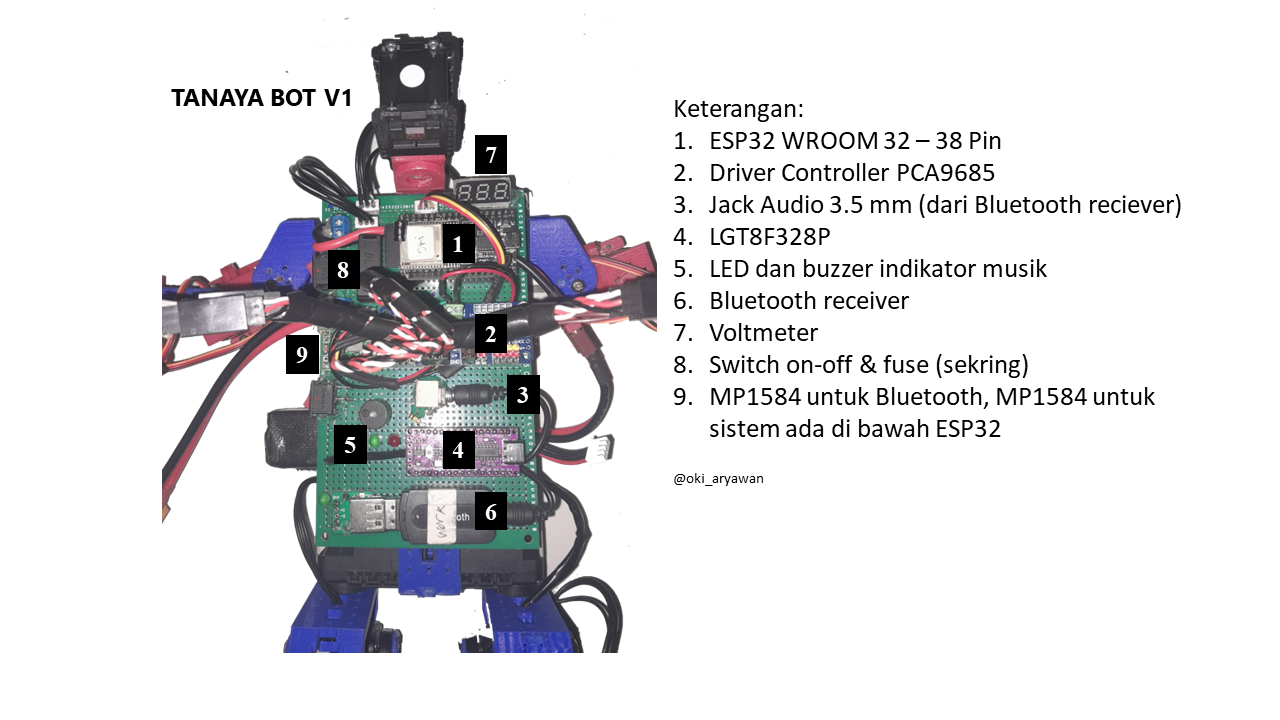 TANAYA BOT V1
7
1
8
2
9
3
5
4
6
oth
Keterangan:
1. ESP32 WROOM 32 – 38 Pin
2. Driver Controller PCA9685
3. Jack Audio 3.5 mm (dari Bluetooth reciever)
4. LGT8F328P
5. LED dan buzzer indikator musik
6. Bluetooth receiver
7. Voltmeter
8. Switch on-off & fuse (sekring)
9. MP1584 untuk Bluetooth, MP1584 untuk
sistem ada di bawah ESP32
@oki_aryawan